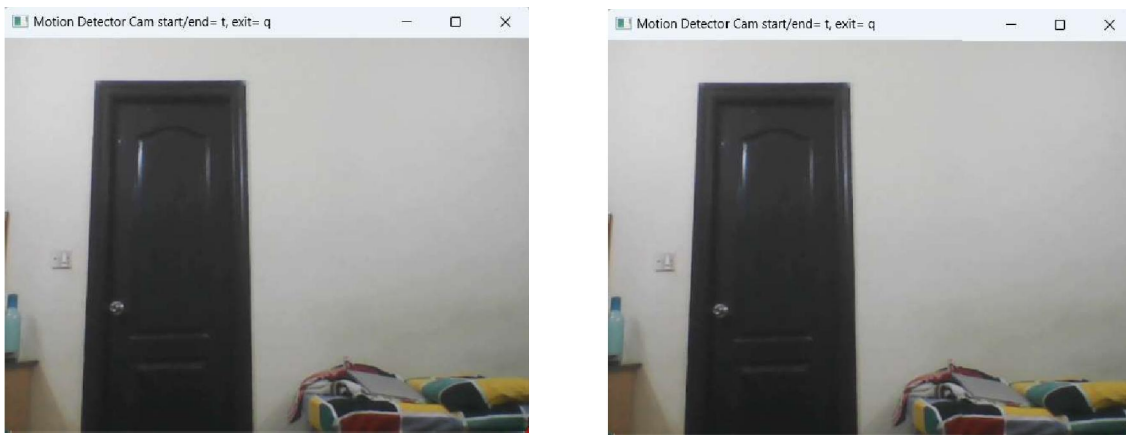 Motion Detector Cam start/end= t, exit= q
Motion Detector Cam start/end= t, exit= q